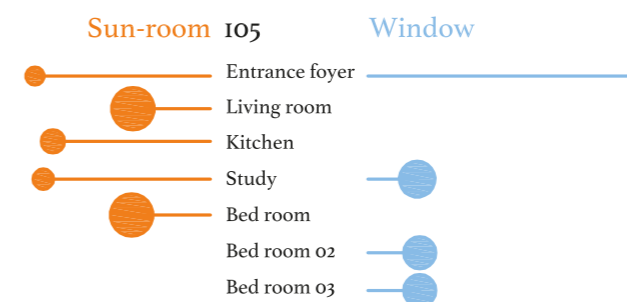 Sun-room 105 Window
Entrance foyer
Living room
Kitchen
Study
Bed room
Bed room 02
Bed room 03